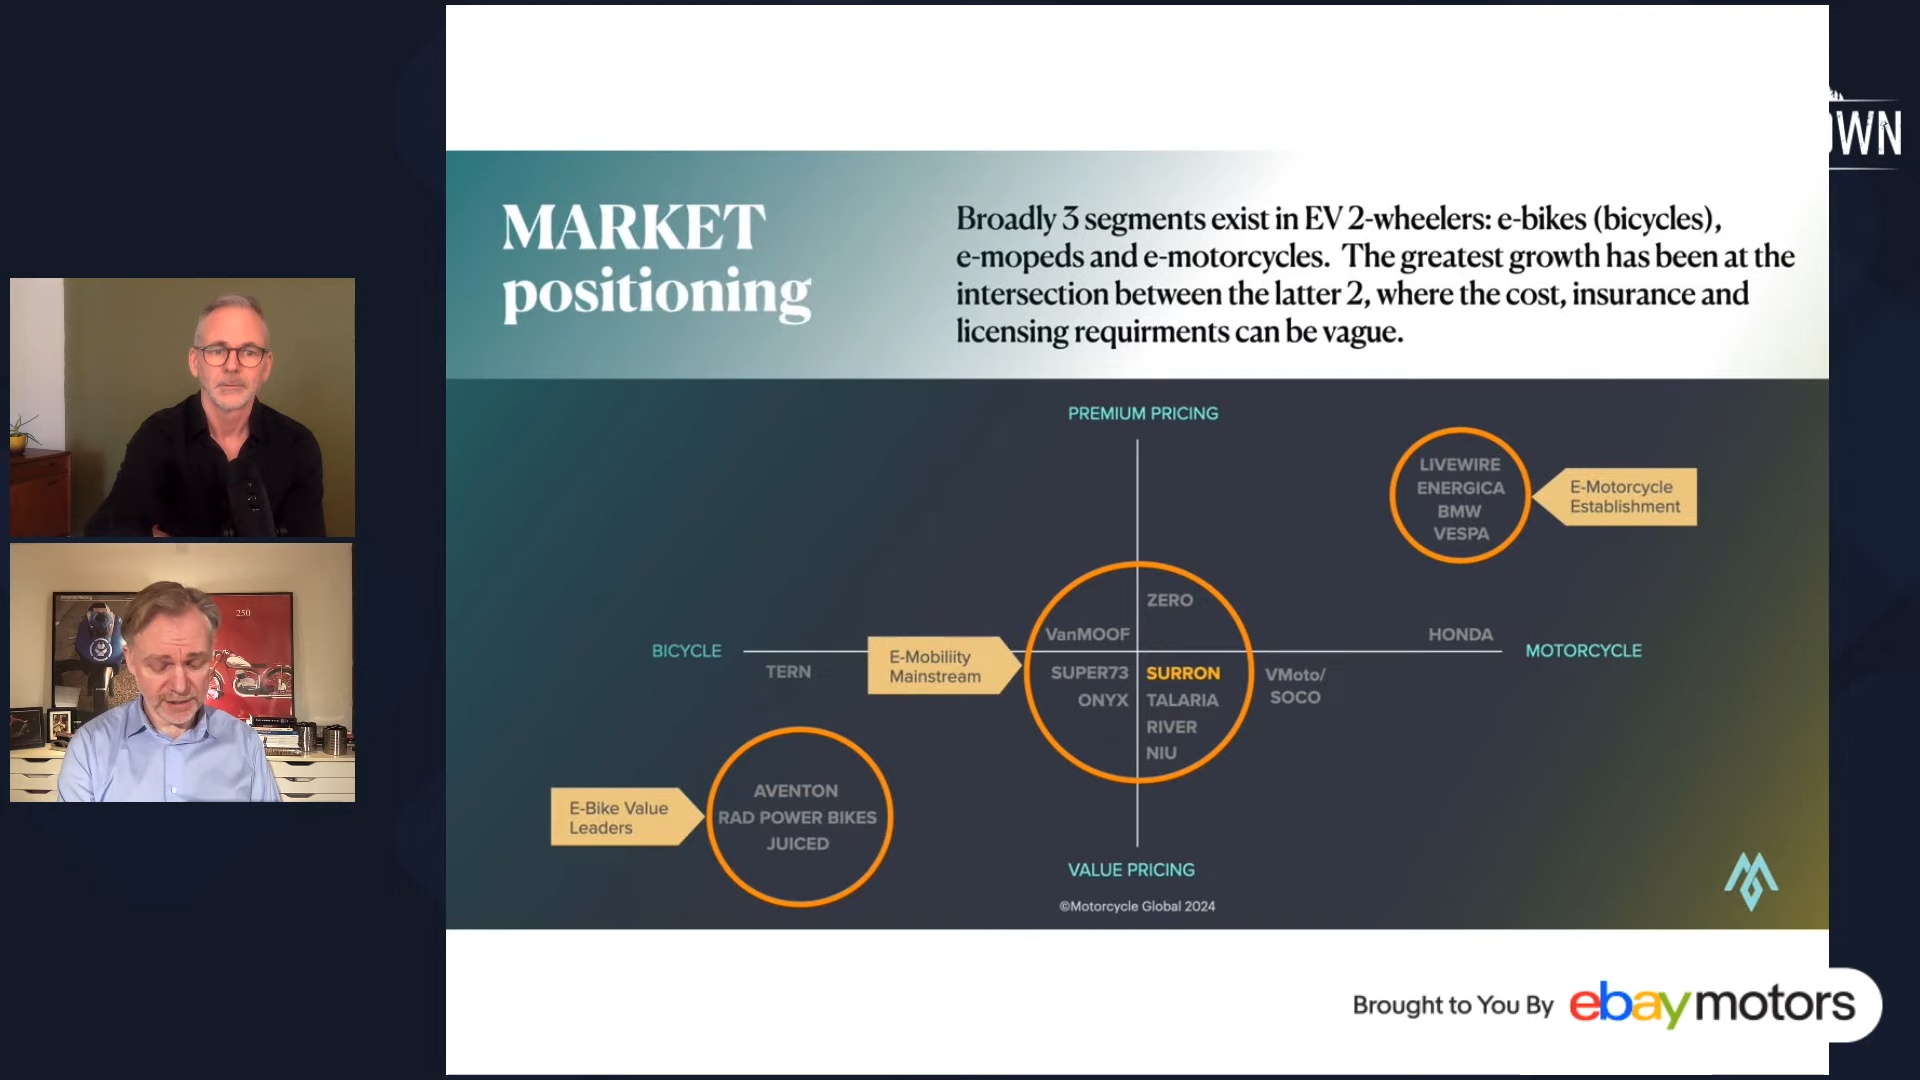 OWN
MARKET
positioning
Broadly 3 segments exist in EV 2-wheelers: e-bikes (bicycles),
e-mopeds and e-motorcycles. The greatest growth has been at the
intersection between the latter 2, where the cost, insurance and
licensing requirments can be vague.
PREMIUM PRICING
LIVEWIRE
ENERGICA
BMW
VESPA
E-Motorcycle
Establishment
ZERO
VanMOOF
HONDA
BICYCLE
MOTORCYCLE
TERN
E-Mobiliity
Mainstream
SUPER73
SURRON
VMoto/
SOCO
ONYX
TALARIA
RIVER
NIU
AVENTON
RAD POWER BIKES
JUICED
E-Bike Value
Leaders
VALUE PRICING
©Motorcycle Global 2024
250
Brought to You By ebay motors